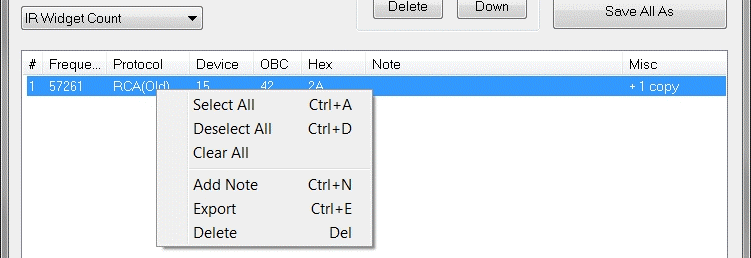 IR Widget Count
Delete
Down
Save All As
# Freque... Protocol Device OBC Hex Note Misc
1 57261 RCA(Old) 15 42 2A + 1 copy
Select All Ctrl+A
Deselect All Ctrl+D
Clear All
Add Note Ctrl+N
Export Ctrl+E
Delete Del